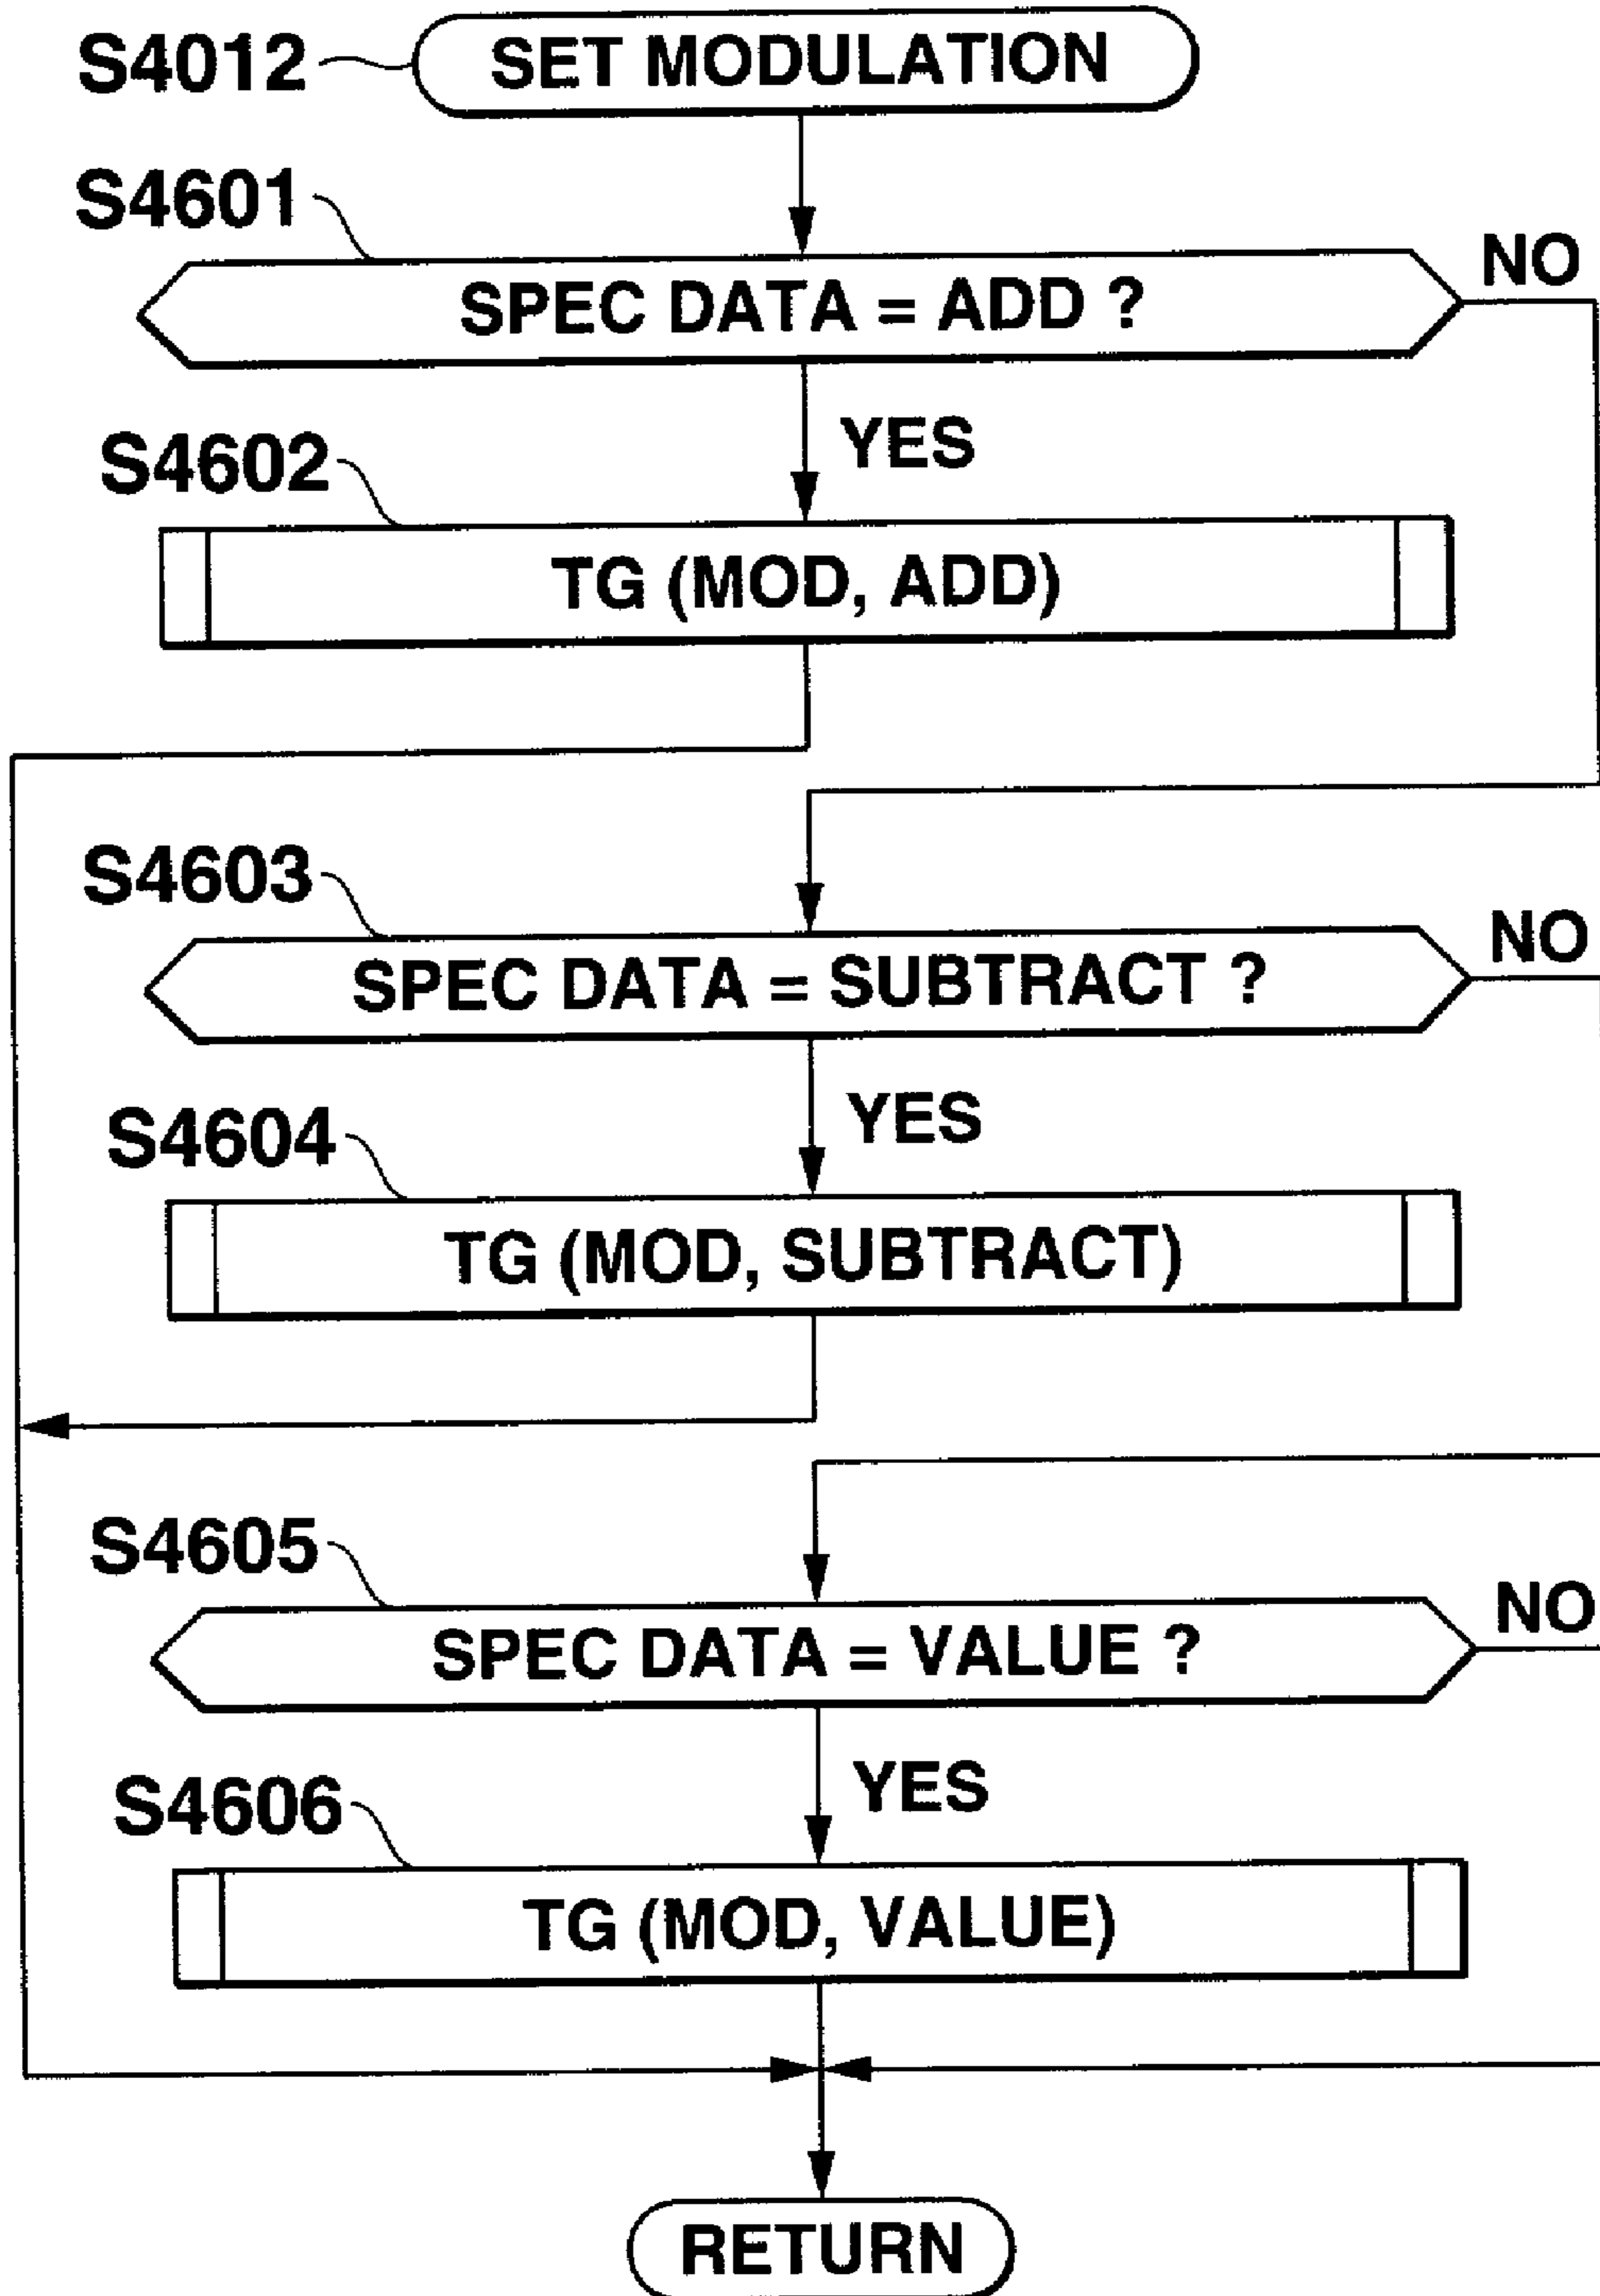 S4012
SET MODULATION
S4601
NO
SPEC DATA = ADD ?
YES
S4602
TG (MOD, ADD)
S4603
NO
SPEC DATA = SUBTRACT ?
YES
S4604
TG (MOD, SUBTRACT)
S4605
NO
SPEC DATA = VALUE ?
YES
S4606
TG (MOD, VALUE)
RETURN